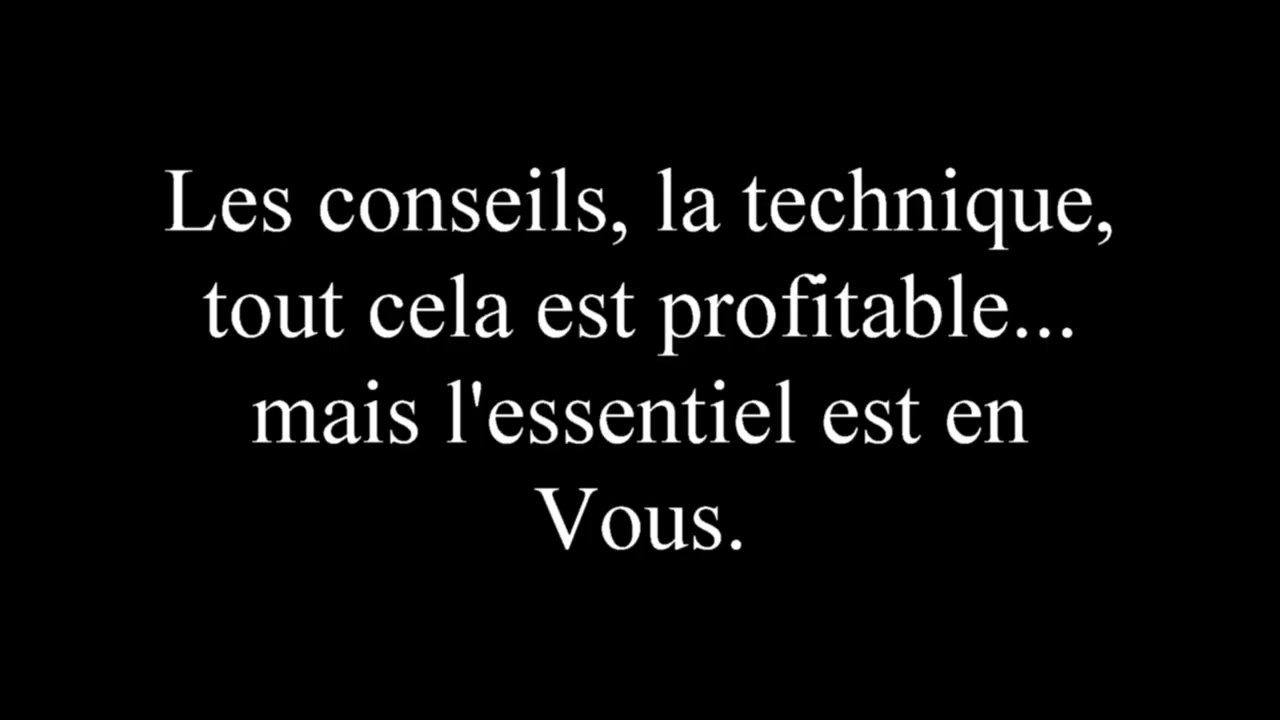 Les conseils, la technique,
tout cela est profitable...
mais l'essentiel est en
Vous.